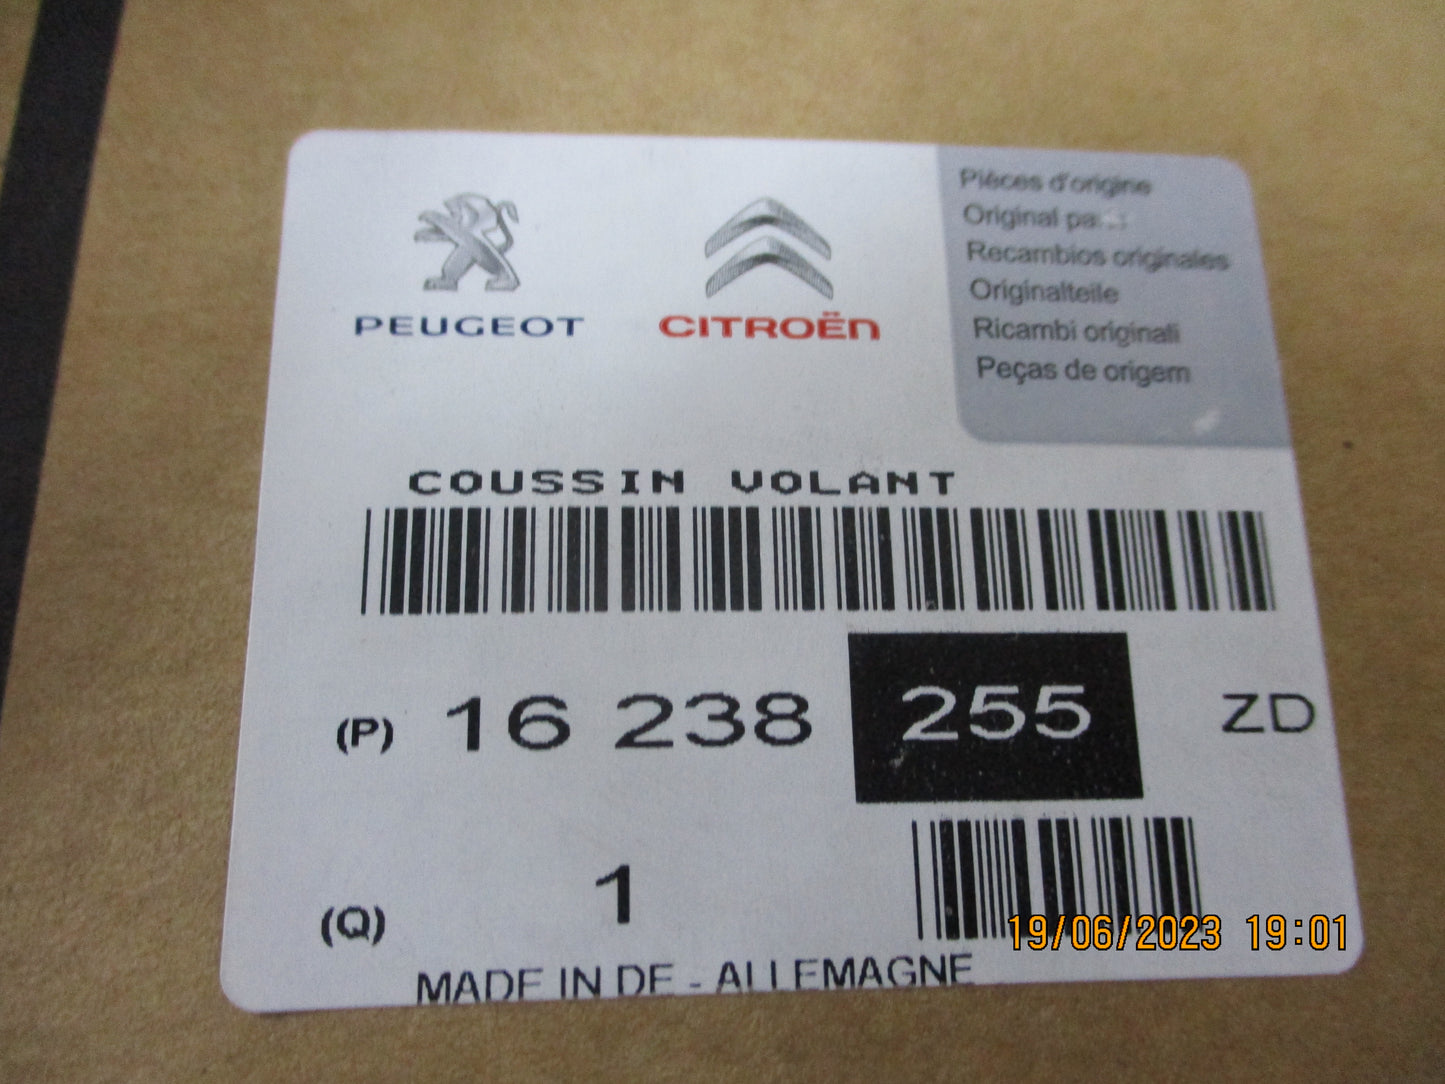 PEUGEOT
CITROËN
Pièces d'origine
Original
Recambios originales
Originalteile
Ricambi originali
Peças de origem
COUSSIN VOLANT
(P) 16 238 255 ZD
(Q) 1
MADE IN DE - ALLEMAGNE
19/06/2023 19:01